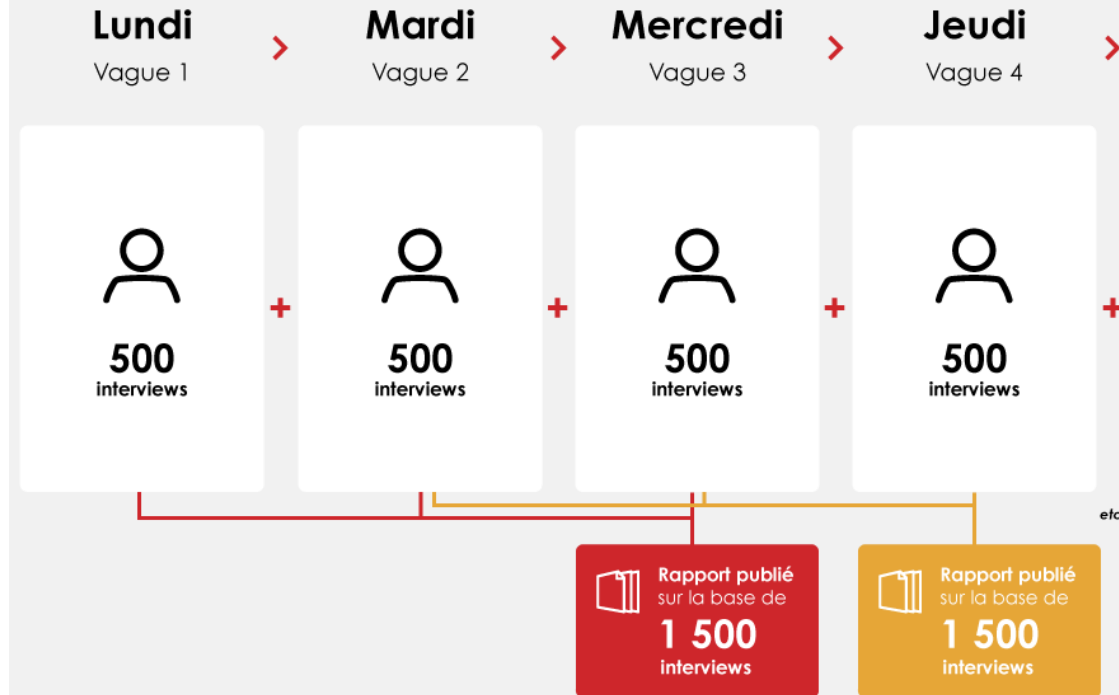 Lundi
Vague 1
>
Mardi
Vague 2
>
Mercredi
Vague 3
>
Jeudi
Vague 4
>
500
interviews
+
500
interviews
+
500
interviews
+
500
interviews
+
etc
Rapport publié
sur la base de
1 500
interviews
Rapport publié
sur la base de
1 500
interviews